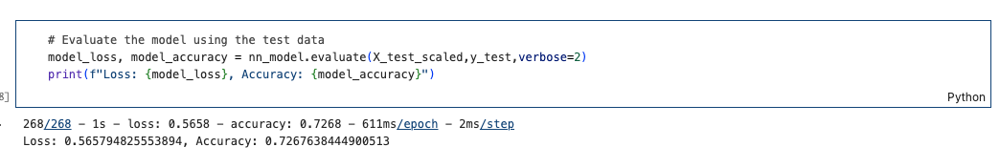 # Evaluate the model using the test data
model_loss, model_accuracy = nn_model.evaluate(X_test_scaled,y_test,verbose=2)
print(f"Loss: {model_loss}, Accuracy: {model_accuracy}")
8]
Python
268/268 - 1s - loss: 0.5658 - accuracy: 0.7268 - 611ms/epoch - 2ms/step
Loss: 0.565794825553894, Accuracy: 0.7267638444900513